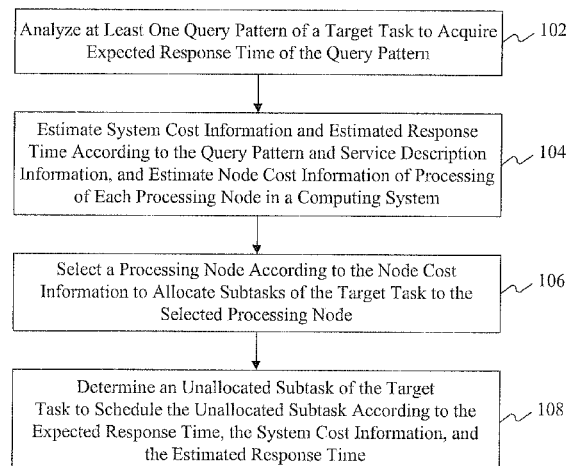 Analyze at Least One Query Pattern of a Target Task to Acquire
Expected Response Time of the Query Pattern
102
Estimate System Cost Information and Estimated Response
Time According to the Query Pattern and Service Description
Information, and Estimate Node Cost Information of Processing
of Each Processing Node in a Computing System
104
Select a Processing Node According to the Node Cost
Information to Allocate Subtasks of the Target Task to the
Selected Processing Node
106
Determine an Unallocated Subtask of the Target
Task to Schedule the Unallocated Subtask According to the
Expected Response Time, the System Cost Information, and
the Estimated Response Time
108